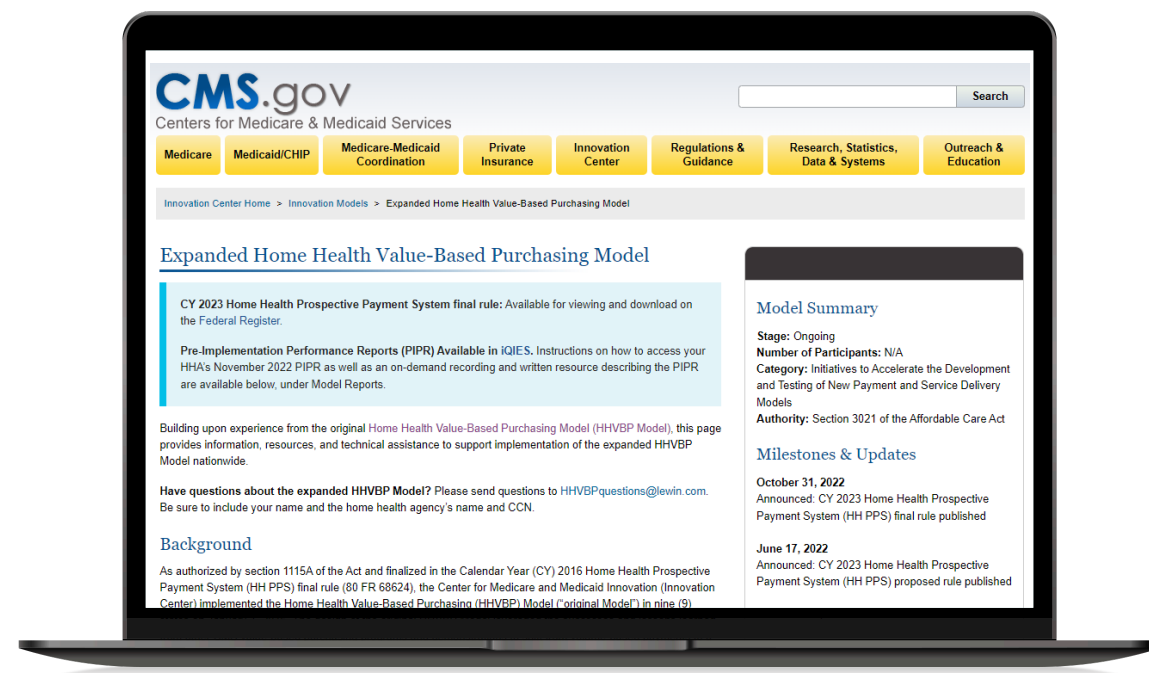 CMS.gov
Centers for Medicare & Medicaid Services
Search
Medicare
Medicaid/CHIP
Medicare-Medicaid
Coordination
Private
Insurance
Innovation
Center
Regulations &
Guidance
Research, Statistics,
Data & Systems
Outreach &
Education
Innovation Center Home > Innovation Models > Expanded Home Health Value-Based Purchasing Model
Expanded Home Health Value-Based Purchasing Model
CY 2023 Home Health Prospective Payment System final rule: Available for viewing and download on
the Federal Register.
Pre-Implementation Performance Reports (PIPR) Available in iQIES. Instructions on how to access your
HHA's November 2022 PIPR as well as an on-demand recording and written resource describing the PIPR
are available below, under Model Reports.
Building upon experience from the original Home Health Value-Based Purchasing Model (HHVBP Model), this page
provides information, resources, and technical assistance to support implementation of the expanded HHVBP
Model nationwide.
Have questions about the expanded HHVBP Model? Please send questions to HHVBPquestions@lewin.com.
Be sure to include your name and the home health agency's name and CCN.
Background
As authorized by section 1115A of the Act and finalized in the Calendar Year (CY) 2016 Home Health Prospective
Payment System (HH PPS) final rule (80 FR 68624), the Center for Medicare and Medicaid Innovation (Innovation
Center) implemented the Home Health Value-Based Purchasing (HHVBP) Model ("original Model") in nine (9)
Model Summary
Stage: Ongoing
Number of Participants: N/A
Category: Initiatives to Accelerate the Development
and Testing of New Payment and Service Delivery
Models
Authority: Section 3021 of the Affordable Care Act
Milestones & Updates
October 31, 2022
Announced: CY 2023 Home Health Prospective
Payment System (HH PPS) final rule published
June 17, 2022
Announced: CY 2023 Home Health Prospective
Payment System (HH PPS) proposed rule published